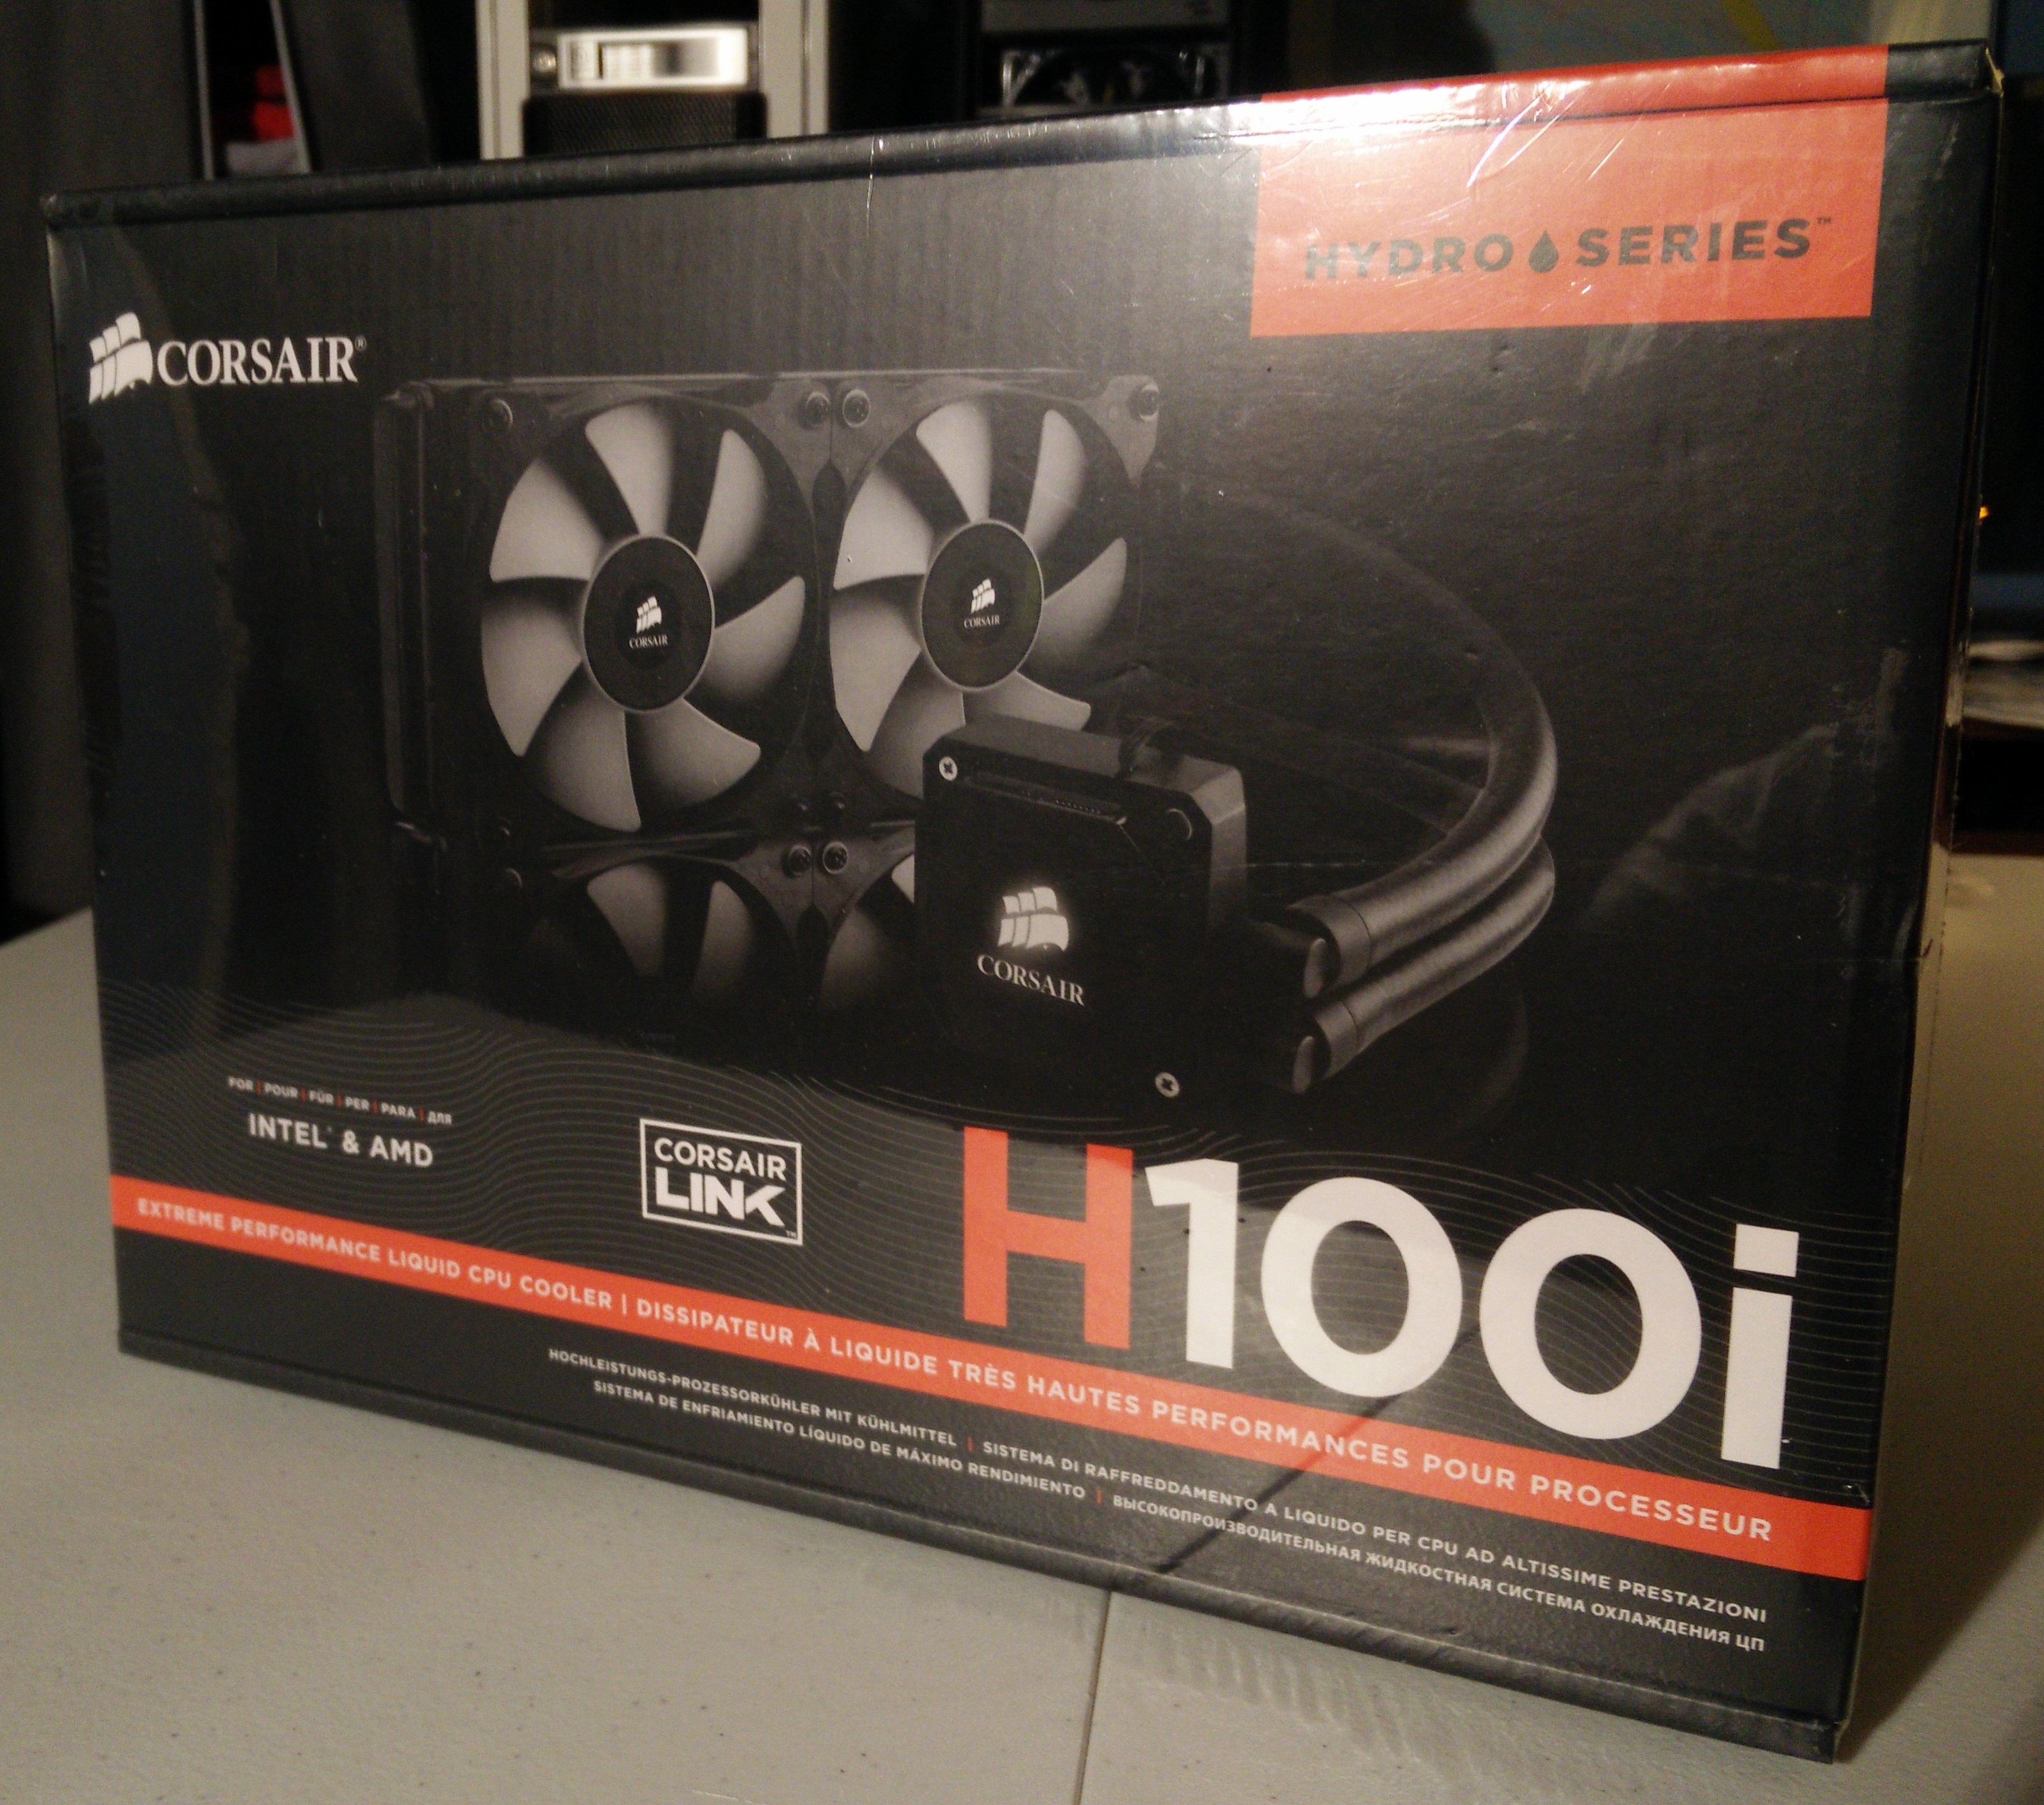 HYDRO SERIES™
CORSAIR®
CORSAIR
CORSAIR
CORSAIR
FOR | POUR | FÜR | PER | PARA | ДЛЯ
INTEL® & AMD
CORSAIR
LINK™
H100i
EXTREME PERFORMANCE LIQUID CPU COOLER | DISSIPATEUR À LIQUIDE TRÈS HAUTES PERFORMANCES POUR PROCESSEUR
HOCHLEISTUNGS-PROZESSORKÜHLER MIT KÜHLMITTEL | SISTEMA DI RAFFREDDAMENTO A LIQUIDO PER CPU AD ALTISSIME PRESTAZIONI
SISTEMA DE ENFRIAMIENTO LÍQUIDO DE MÁXIMO RENDIMIENTO | ВЫСОКОПРОИЗВОДИТЕЛЬНАЯ ЖИДКОСТНАЯ СИСТЕМА ОХЛАЖДЕНИЯ ЦП